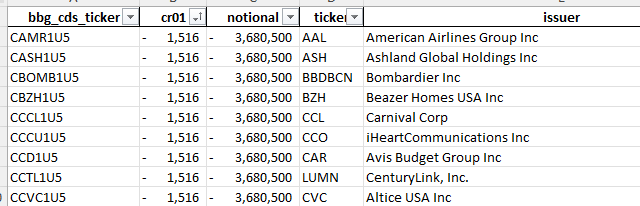 bbg_cds_ticker cr01 notional ticker issuer
CAMR1U5 - 1,516 - 3,680,500 AAL American Airlines Group Inc
CASH1U5 - 1,516 - 3,680,500 ASH Ashland Global Holdings Inc
CBOMB1U5 - 1,516 - 3,680,500 BBDBCN Bombardier Inc
CBZH1U5 - 1,516 - 3,680,500 BZH Beazer Homes USA Inc
CCCL1U5 - 1,516 - 3,680,500 CCL Carnival Corp
CCCU1U5 - 1,516 - 3,680,500 CCO iHeartCommunications Inc
CCD1U5 - 1,516 - 3,680,500 CAR Avis Budget Group Inc
CCTL1U5 - 1,516 - 3,680,500 LUMN CenturyLink, Inc.
CCVC1U5 - 1,516 - 3,680,500 CVC Altice USA Inc